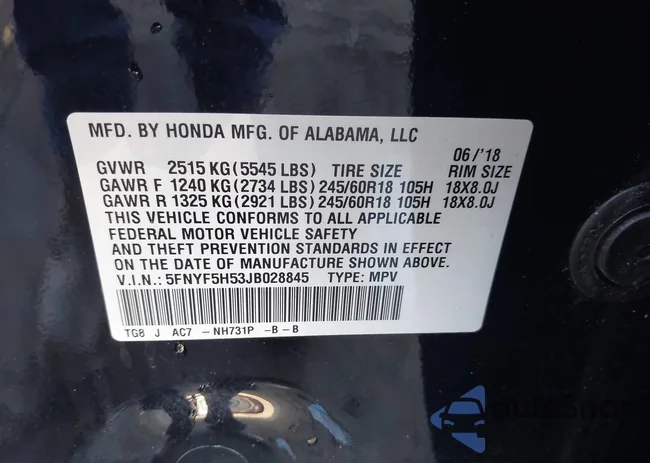 MFD. BY HONDA MFG. OF ALABAMA, LLC
06/'18
GVWR 2515 KG (5545 LBS) TIRE SIZE RIM SIZE
GAWR F 1240 KG (2734 LBS) 245/60R18 105H 18X8.0J
GAWR R 1325 KG (2921 LBS) 245/60R18 105H 18X8.0J
THIS VEHICLE CONFORMS TO ALL APPLICABLE
FEDERAL MOTOR VEHICLE SAFETY
AND THEFT PREVENTION STANDARDS IN EFFECT
ON THE DATE OF MANUFACTURE SHOWN ABOVE.
V.I.N.: 5FNYF5H53JB028845 TYPE: MPV
TG8 J AC7 -NH731P -B-B